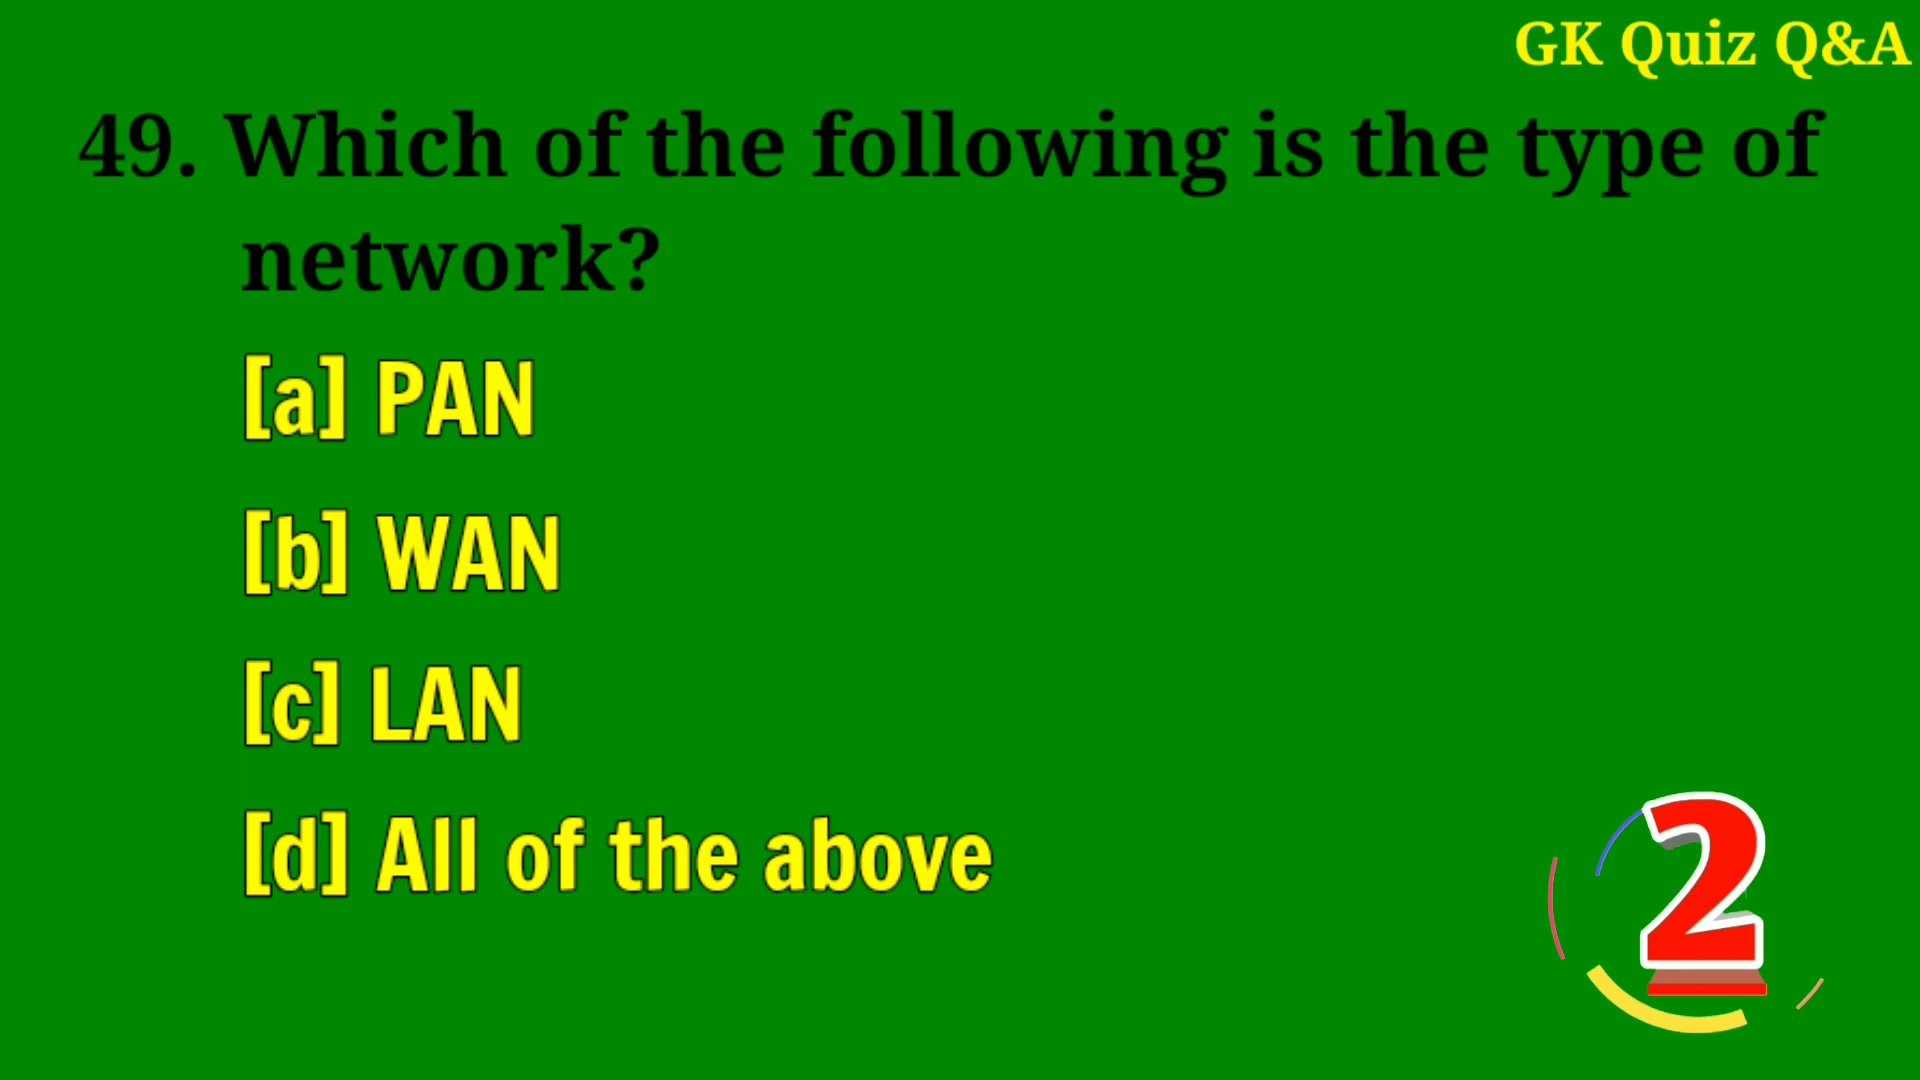 GK Quiz Q&A
49. Which of the following is the type of
network?
[a] PAN
[b] WAN
[c] LAN
[d] All of the above
2